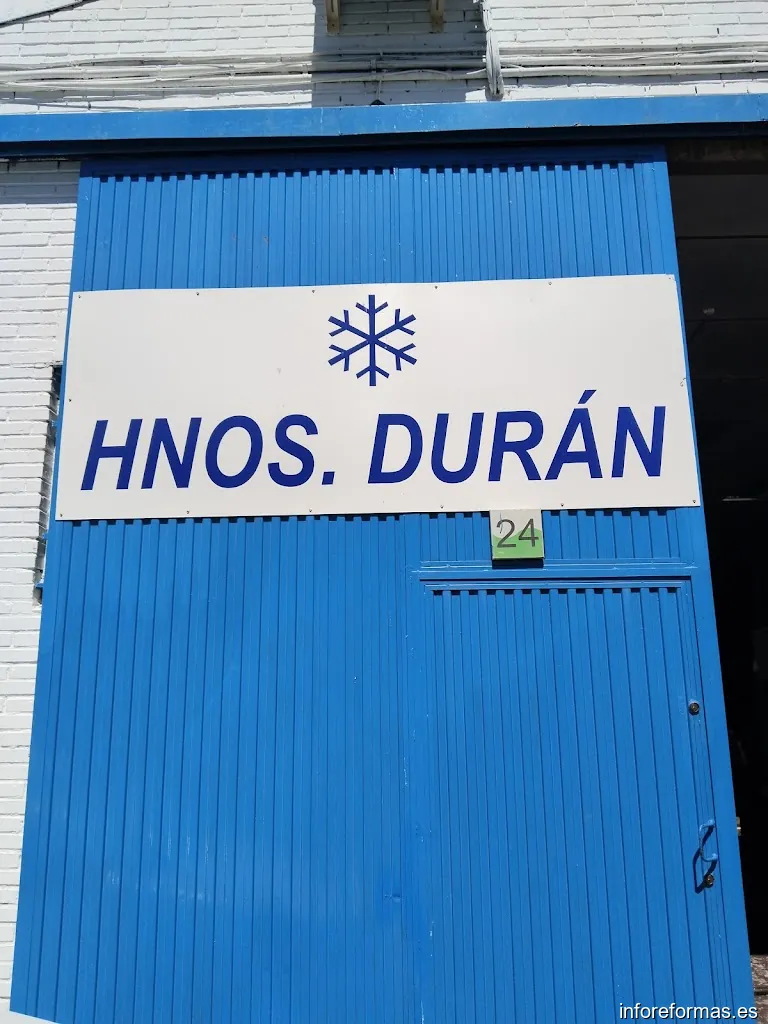 HNOS. DURÁN
24
inforeformas.es